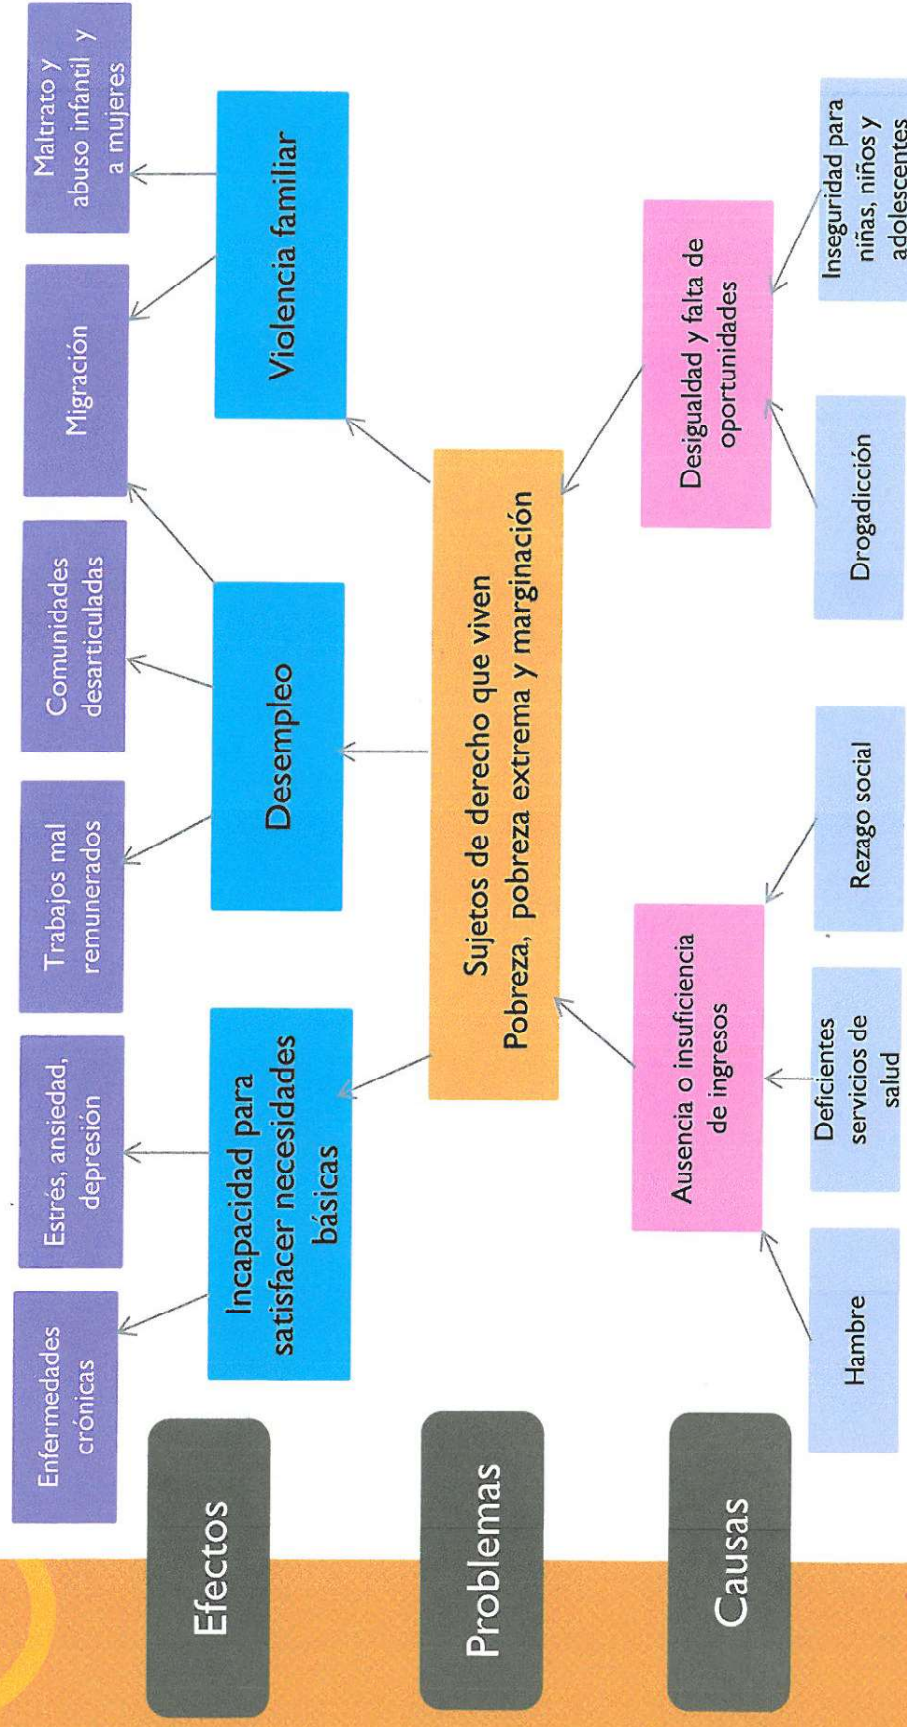 Efectos
Enfermedades
crónicas
Estrés, ansiedad,
depresión
Trabajos mal
remunerados
Comunidades
desarticuladas
Migración
Maltrato y
abuso infantil y
a mujeres
Incapacidad para
satisfacer necesidades
básicas
Desempleo
Violencia familiar
Problemas
Sujetos de derecho que viven
Pobreza, pobreza extrema y marginación
Causas
Ausencia o insuficiencia
de ingresos
Desigualdad y falta de
oportunidades
Hambre
Deficientes
servicios de
salud
Rezago social
Drogadicción
Inseguridad para
niñas, niños y
adolescentes